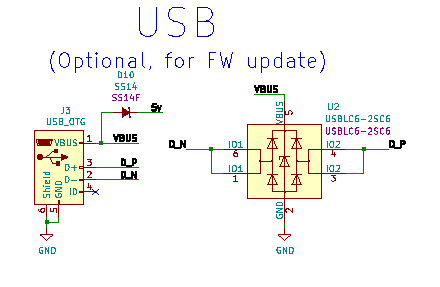 USB
(Optional, for FW update)
D10
SS14
SS14F
5v
J3
USB_OTG
VBUS 1 VBUS
D+ 3 D_P
D- 2 D_N
ID 4
Shield
GND
6 5
GND
VBUS
VBUS
5
U2
USBLC6-2SC6
USBLC6-2SC6
D_N IO1 IO2 D_P
6 4
IO1 IO2
1 3
GND
2
GND